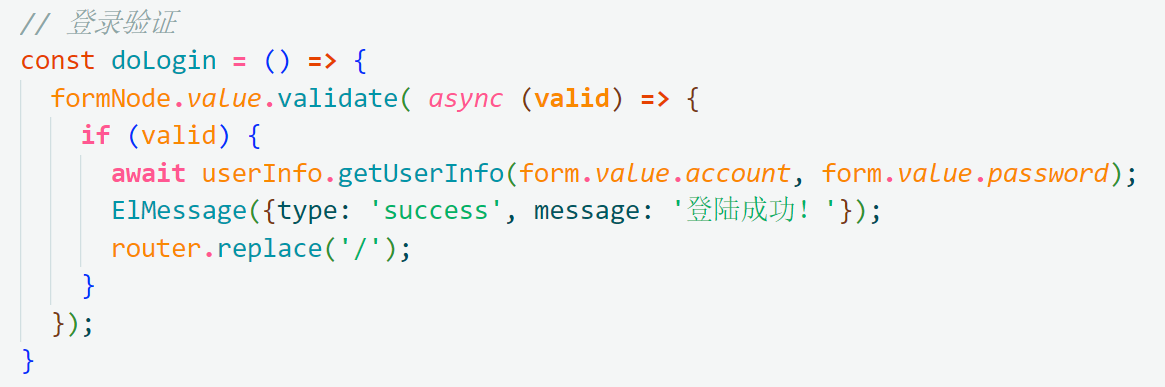 // 登录验证
const doLogin = () => {
formNode.value.validate( async (valid) => {
if (valid) {
await userInfo.getUserInfo(form.value.account, form.value.password);
ElMessage({type: 'success', message: '登陆成功！'});
router.replace('/');
}
});
}